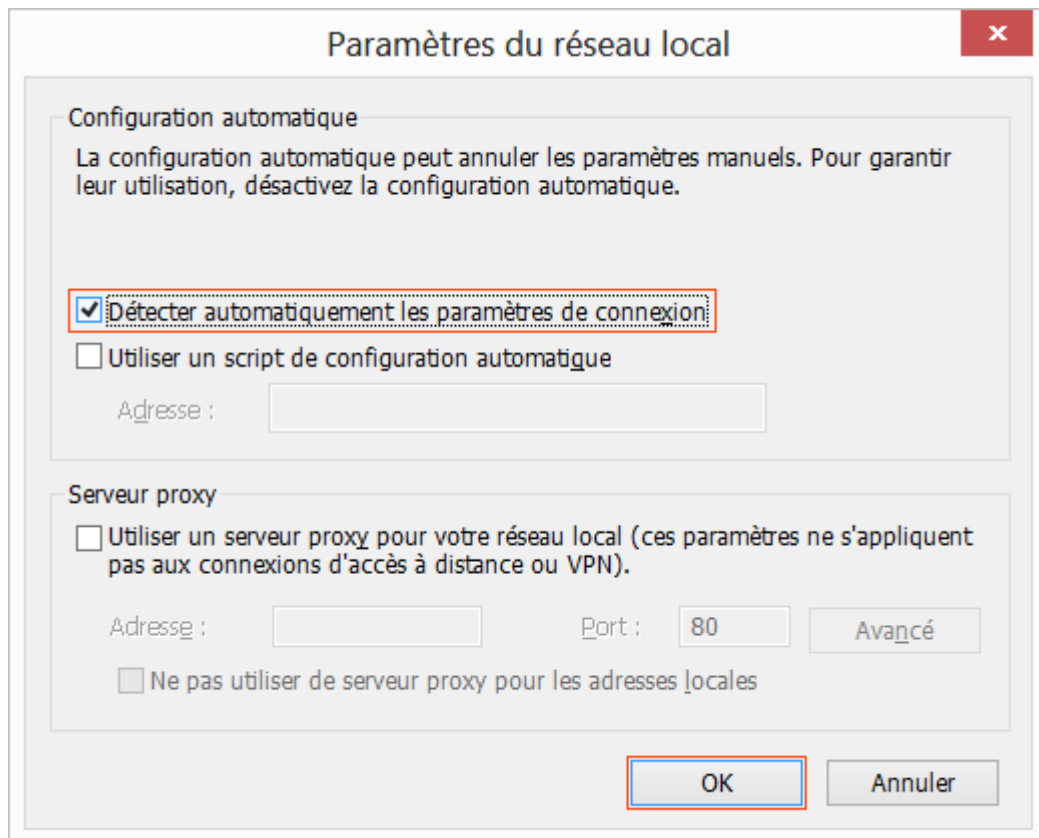 Paramètres du réseau local
x
Configuration automatique
La configuration automatique peut annuler les paramètres manuels. Pour garantir
leur utilisation, désactivez la configuration automatique.
Détecter automatiquement les paramètres de connexion
Utiliser un script de configuration automatique
Adresse :
Serveur proxy
Utiliser un serveur proxy pour votre réseau local (ces paramètres ne s'appliquent
pas aux connexions d'accès à distance ou VPN).
Adresse : Port : 80 Avancé
Ne pas utiliser de serveur proxy pour les adresses locales
OK Annuler